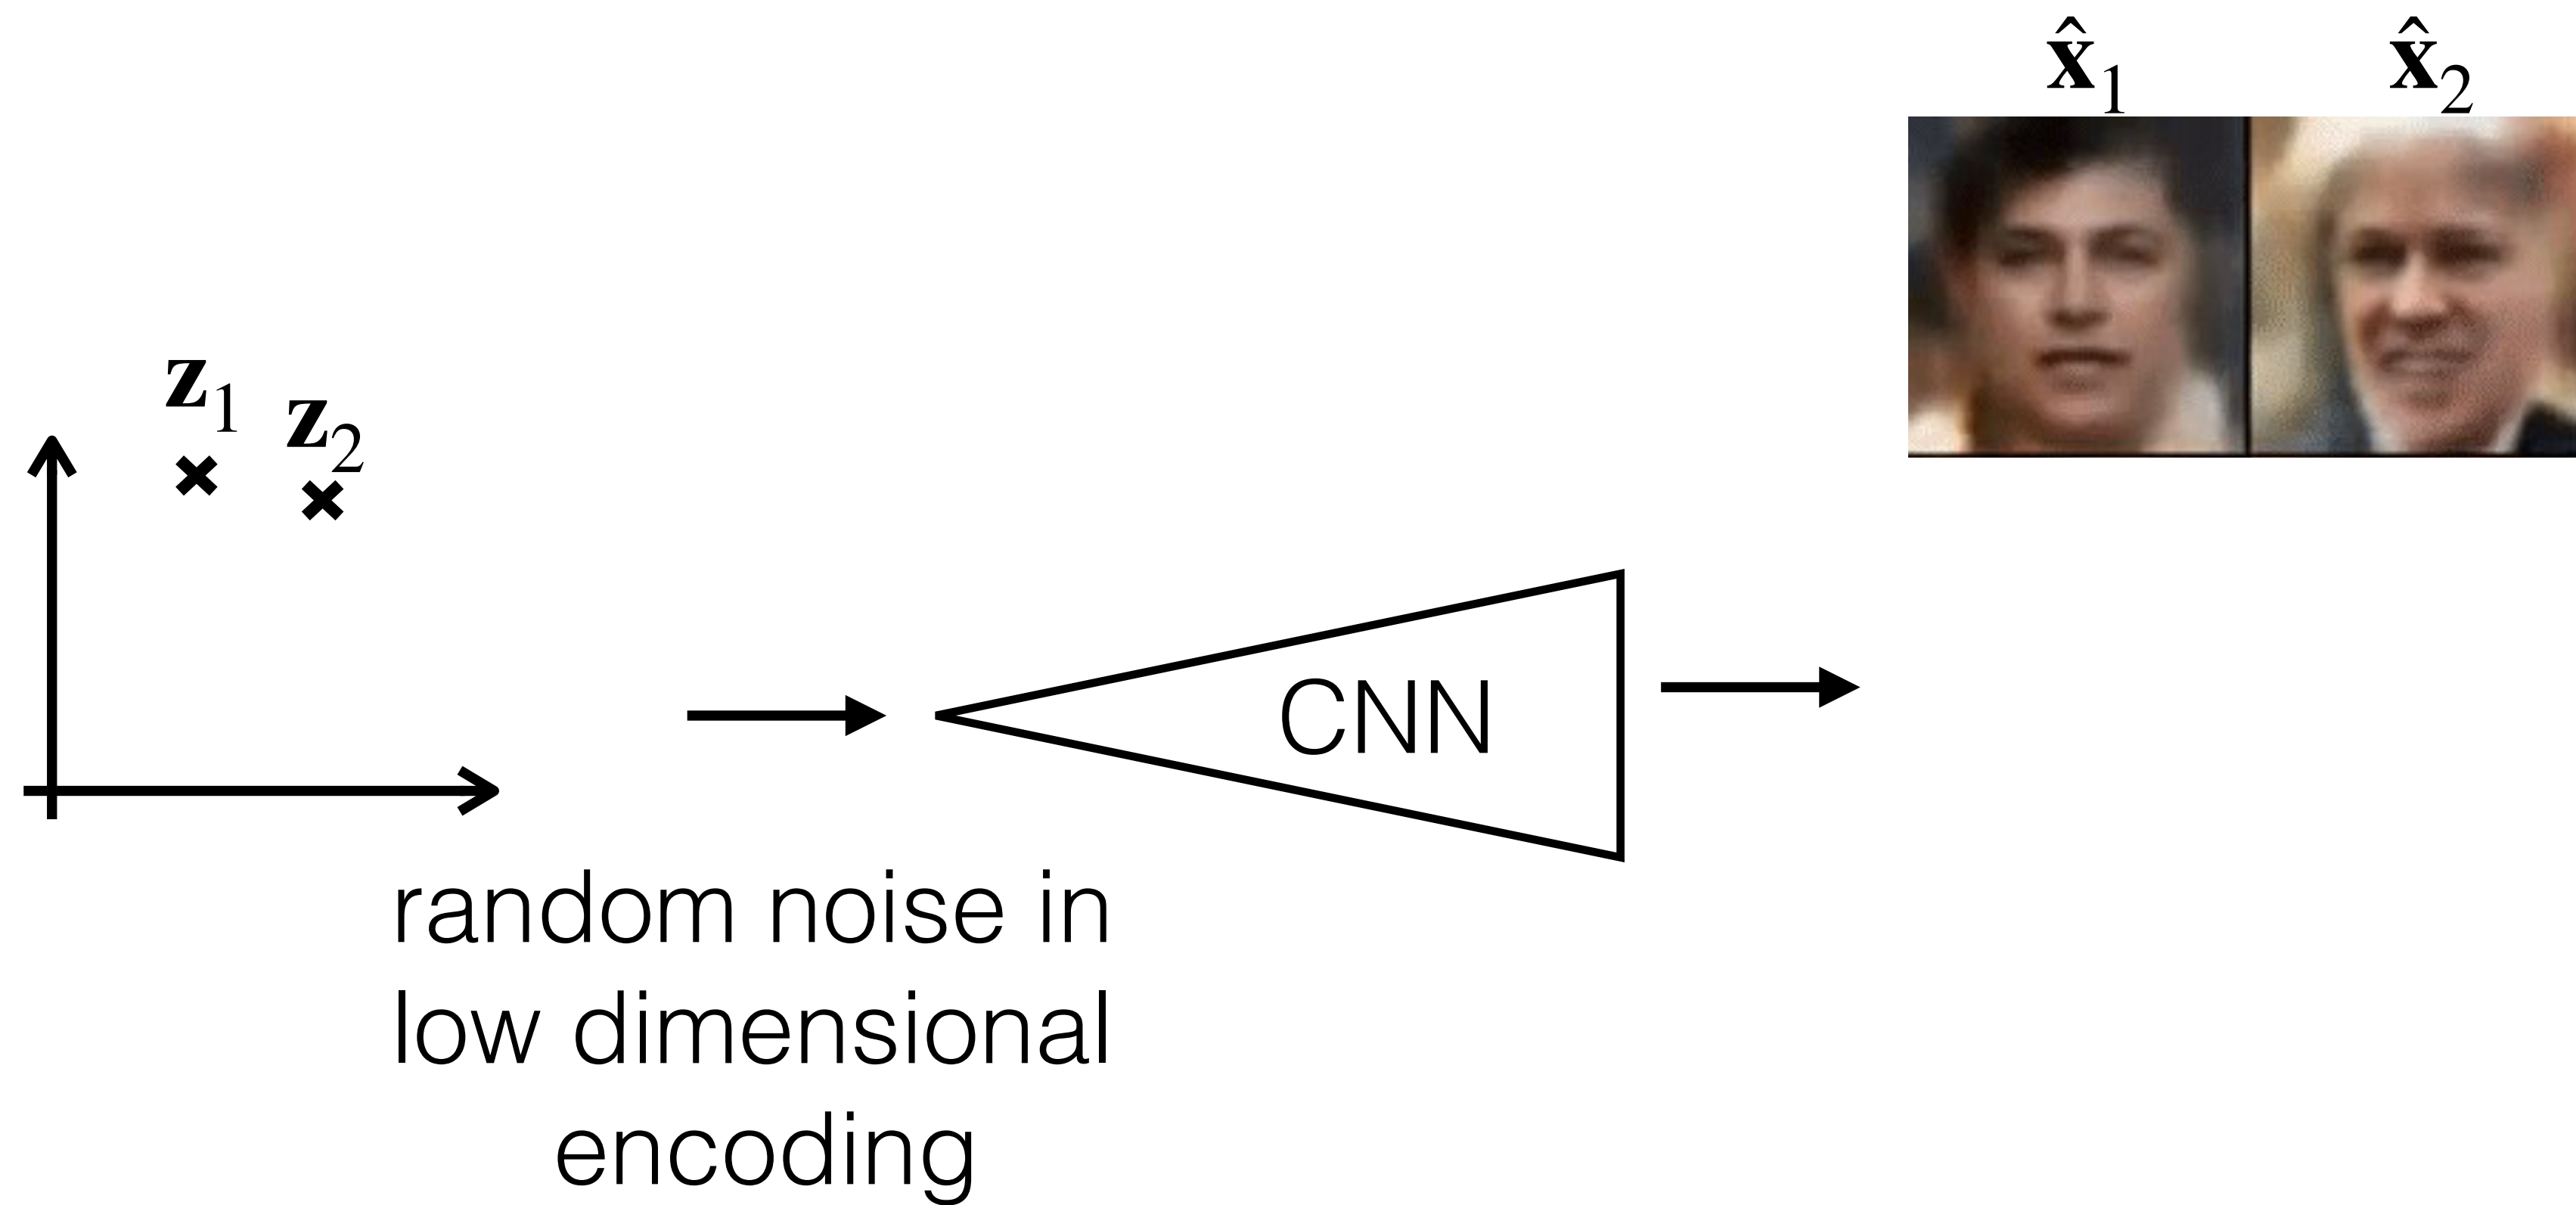 x̂₁ x̂₂
z₁
z₂
CNN
random noise in
low dimensional
encoding